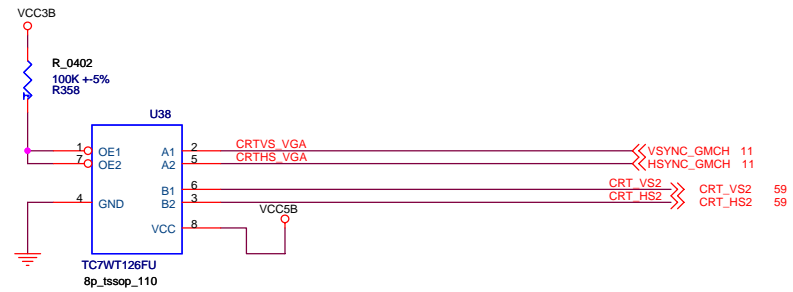 VCC3B
R_0402
100K +-5%
R358
U38
1 OE1 A1 2 CRTVS_VGA VSYNC_GMCH 11
7 OE2 A2 5 CRTHS_VGA HSYNC_GMCH 11
B1 6 CRT_VS2 CRT_VS2 59
4 GND B2 3 CRT_HS2 CRT_HS2 59
VCC5B
VCC 8
TC7WT126FU
8p_tssop_110